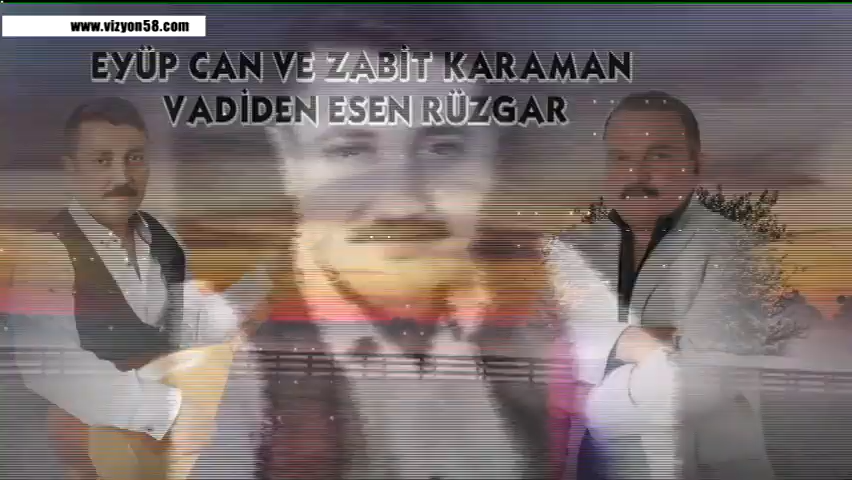 www.vizyon58.com
EYÜP CAN VE ZABİT KARAMAN
VADİDEN ESEN RÜZGAR